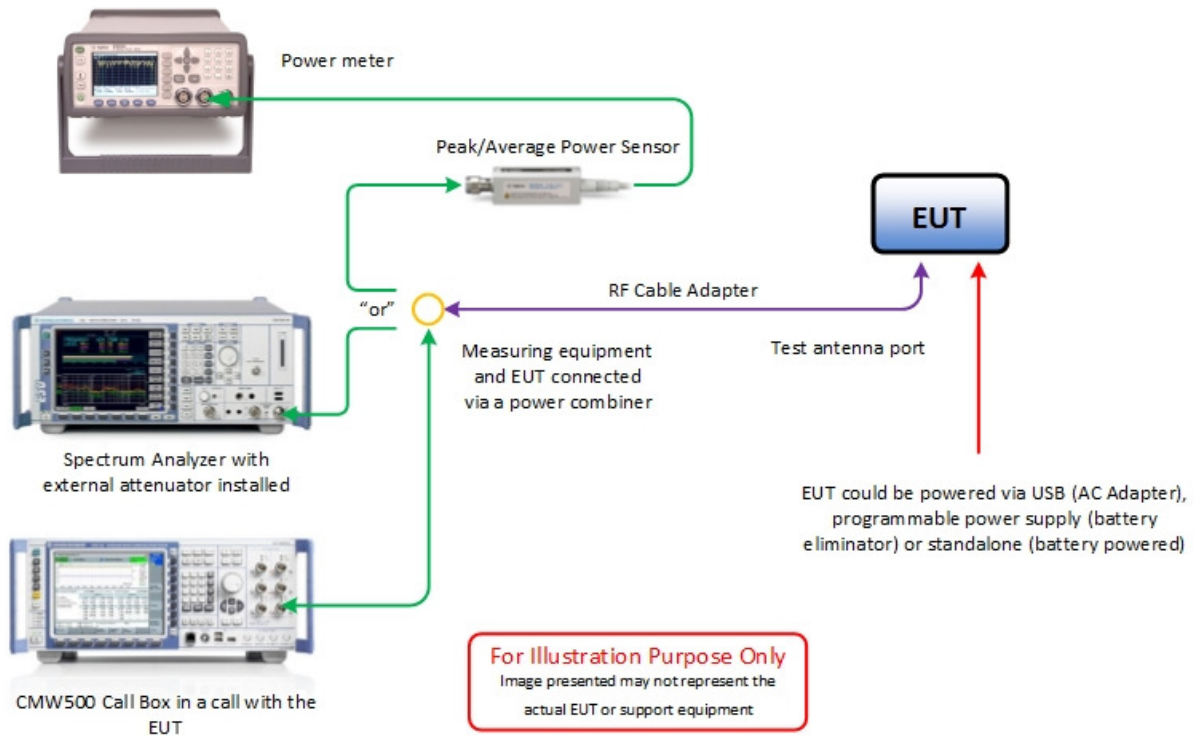 Power meter
Peak/Average Power Sensor
EUT
"or"
RF Cable Adapter
Measuring equipment
and EUT connected
via a power combiner
Test antenna port
Spectrum Analyzer with
external attenuator installed
EUT could be powered via USB (AC Adapter),
programmable power supply (battery
eliminator) or standalone (battery powered)
CMW500 Call Box in a call with the
EUT
For Illustration Purpose Only
Image presented may not represent the
actual EUT or support equipment